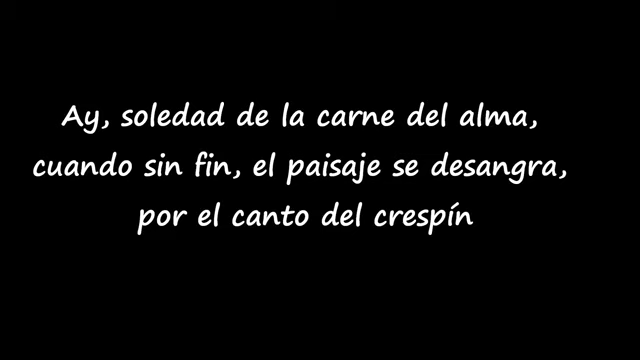 Ay, soledad de la carne del alma,
cuando sin fin, el paisaje se desangra,
por el canto del crespín